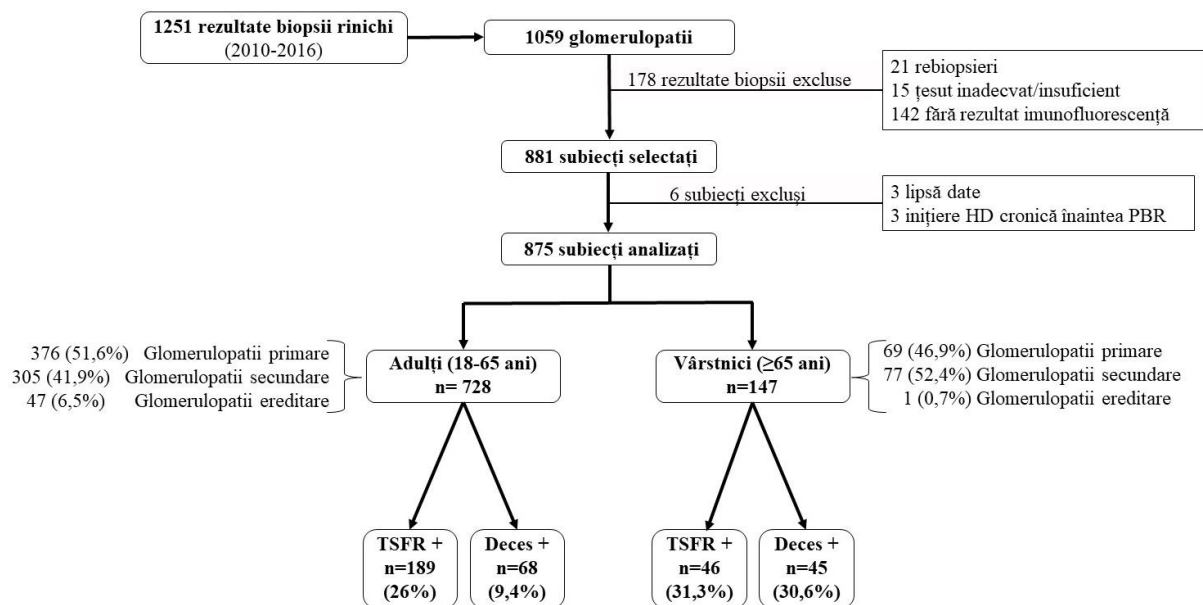 1251 rezultate biopsii rinichi
(2010-2016)
1059 glomerulopatii
178 rezultate biopsii excluse
21 rebiopsieri
15 țesut inadecvat/insuficient
142 fără rezultat imunofluorescență
881 subiecți selectați
6 subiecți excluși
3 lipsă date
3 inițiere HD cronică înaintea PBR
875 subiecți analizați
376 (51,6%) Glomerulopatii primare
305 (41,9%) Glomerulopatii secundare
47 (6,5%) Glomerulopatii ereditare
Adulți (18-65 ani)
n= 728
Vârstnici (≥65 ani)
n=147
69 (46,9%) Glomerulopatii primare
77 (52,4%) Glomerulopatii secundare
1 (0,7%) Glomerulopatii ereditare
TSFR +
n=189
(26%)
Deces +
n=68
(9,4%)
TSFR +
n=46
(31,3%)
Deces +
n=45
(30,6%)